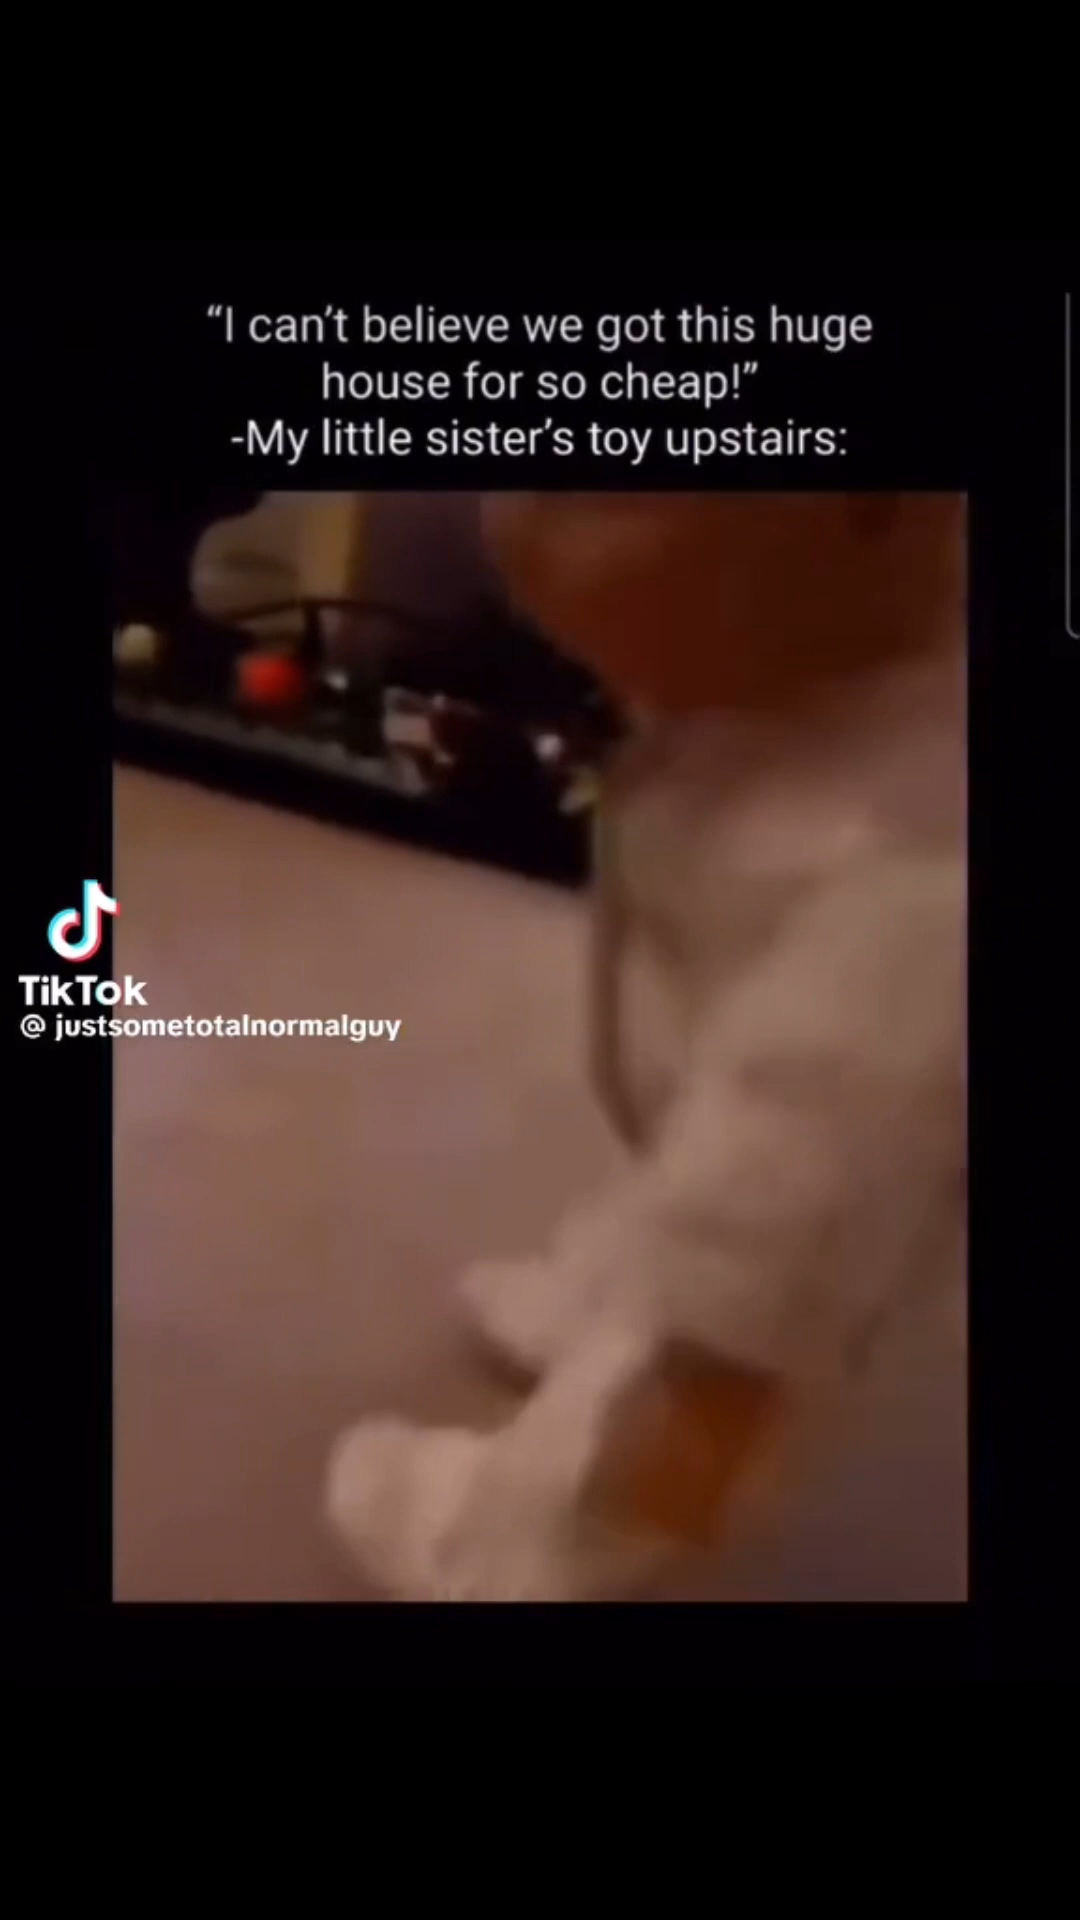 “I can’t believe we got this huge
house for so cheap!”
-My little sister’s toy upstairs:
TikTok
@ justsometotalnormalguy